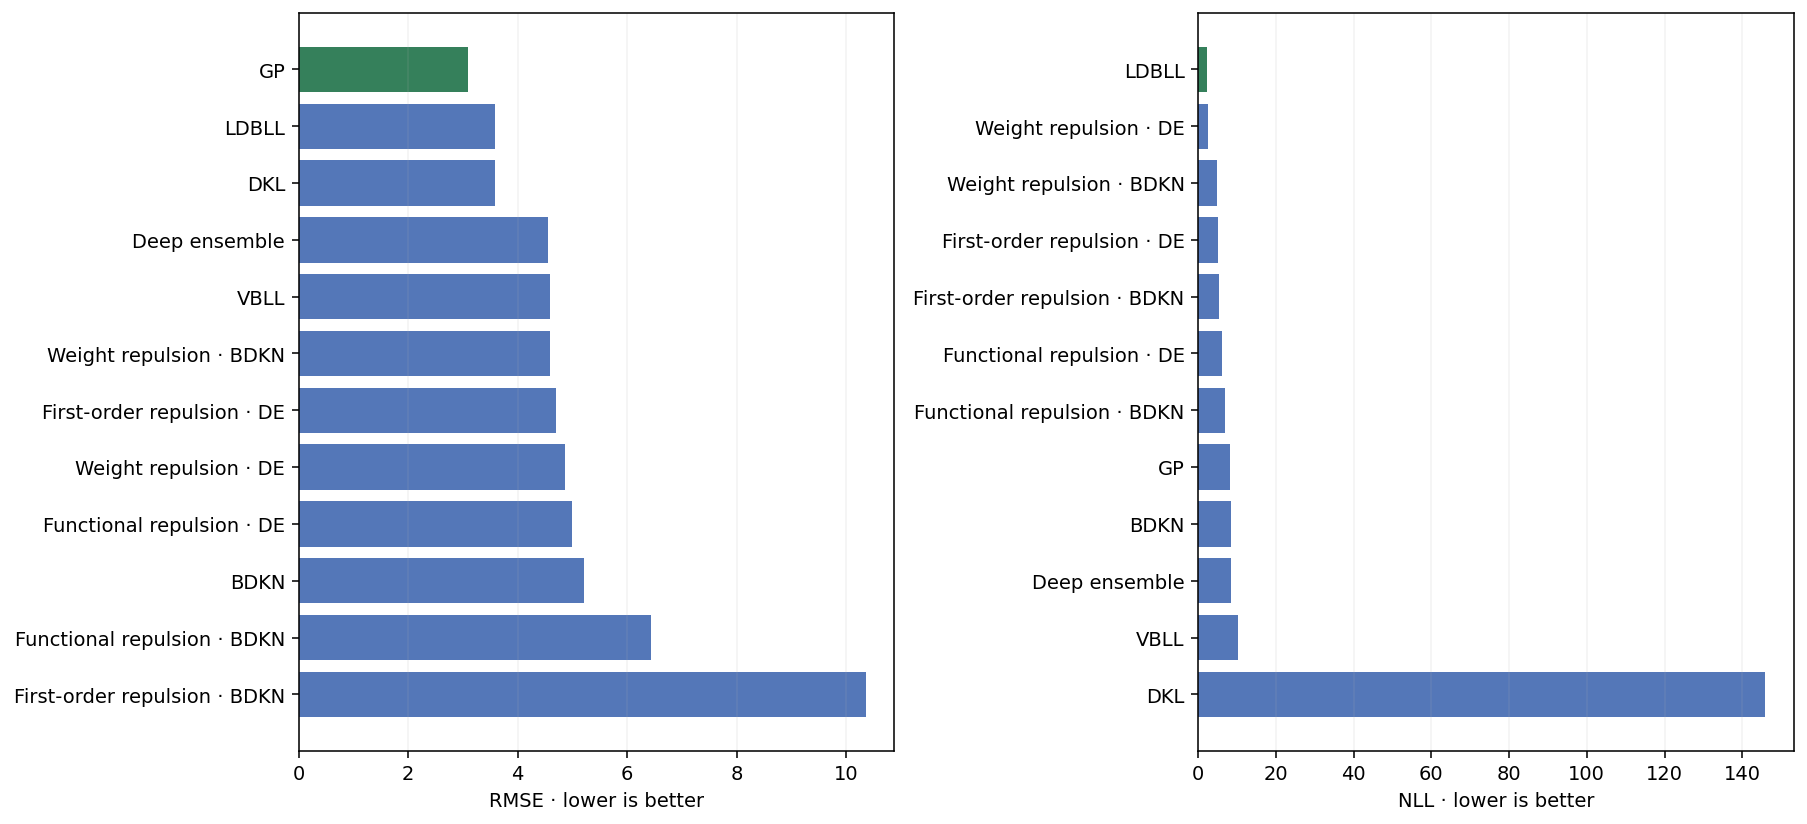 GP
LDBLL
DKL
Deep ensemble
VBLL
Weight repulsion · BDKN
First-order repulsion · DE
Weight repulsion · DE
Functional repulsion · DE
BDKN
Functional repulsion · BDKN
First-order repulsion · BDKN
0 2 4 6 8 10
RMSE · lower is better
LDBLL
Weight repulsion · DE
Weight repulsion · BDKN
First-order repulsion · DE
First-order repulsion · BDKN
Functional repulsion · DE
Functional repulsion · BDKN
GP
BDKN
Deep ensemble
VBLL
DKL
0 20 40 60 80 100 120 140
NLL · lower is better